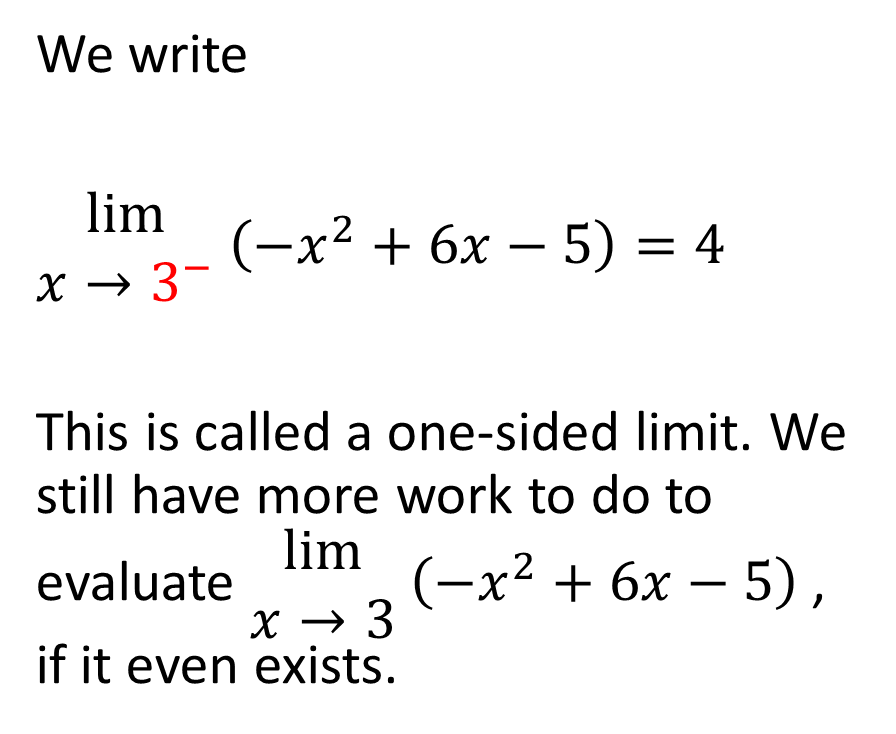 We write
lim
x → 3⁻ (−x² + 6x − 5) = 4
This is called a one-sided limit. We
still have more work to do to
evaluate lim x → 3 (−x² + 6x − 5) ,
if it even exists.